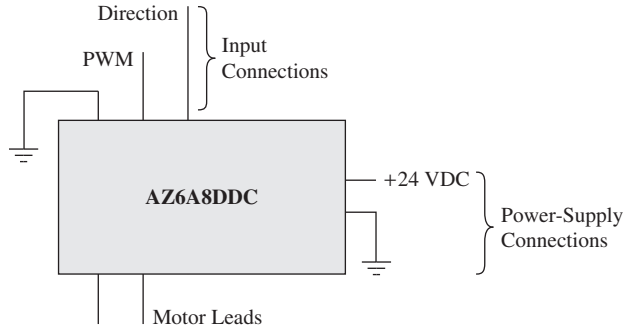 Direction
Input
Connections
PWM
AZ6A8DDC
+24 VDC
Power-Supply
Connections
Motor Leads